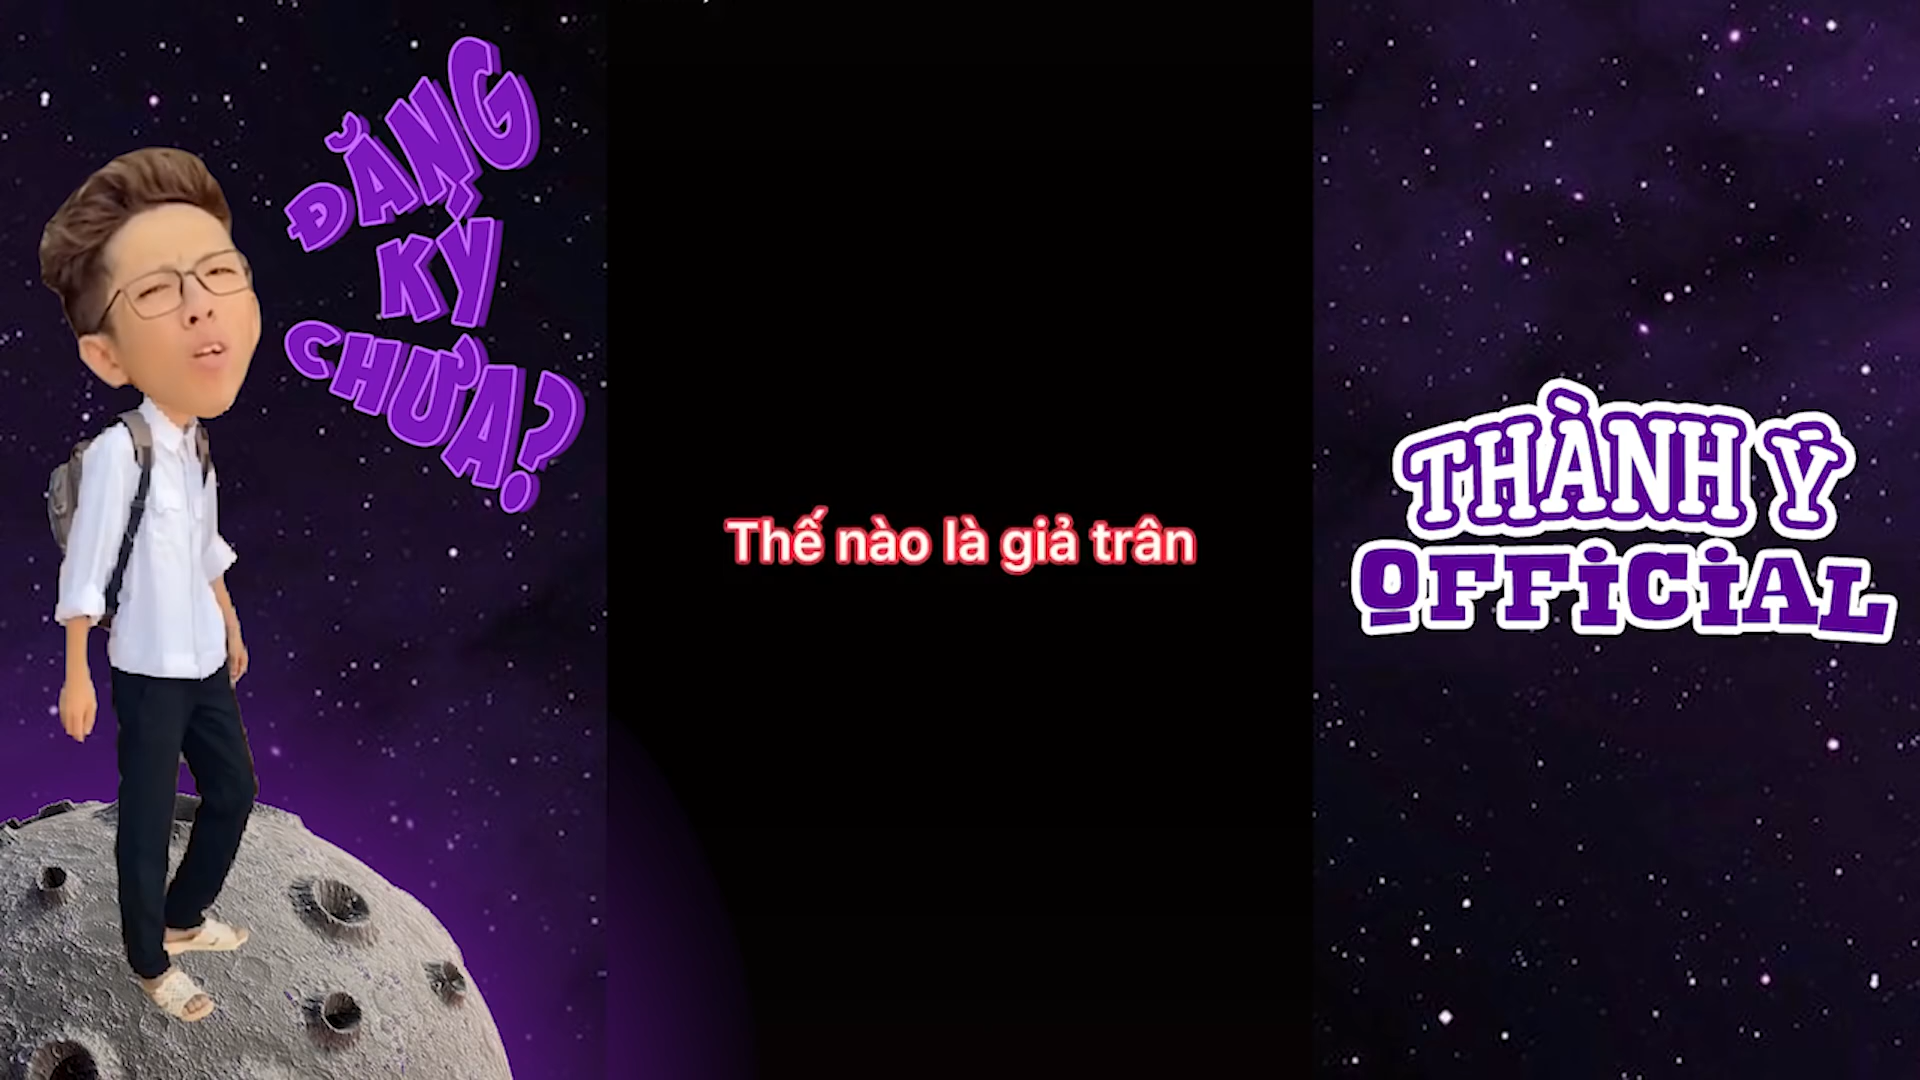 ĐĂNG
KÝ
CHƯA?
Thế nào là giả trân
THÀNH Ý
OFFICIAL